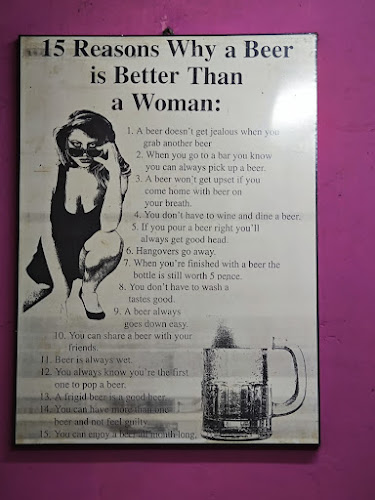 15 Reasons Why a Beer
is Better Than
a Woman:
1. A beer doesn't get jealous when you
grab another beer
2. When you go to a bar you know
you can always pick up a beer.
3. A beer won't get upset if you
come home with beer on
your breath.
4. You don't have to wine and dine a beer.
5. If you pour a beer right you'll
always get good head.
6. Hangovers go away.
7. When you're finished with a beer the
bottle is still worth 5 pence.
8. You don't have to wash a
tastes good.
9. A beer always
goes down easy.
10. You can share a beer with your
friends.
11. Beer is always wet.
12. You always know you're the first
one to pop a beer.
13. A frigid beer is a good beer.
14. You can have more than one
beer and not feel guilty.
15. You can enjoy a beer all month long.